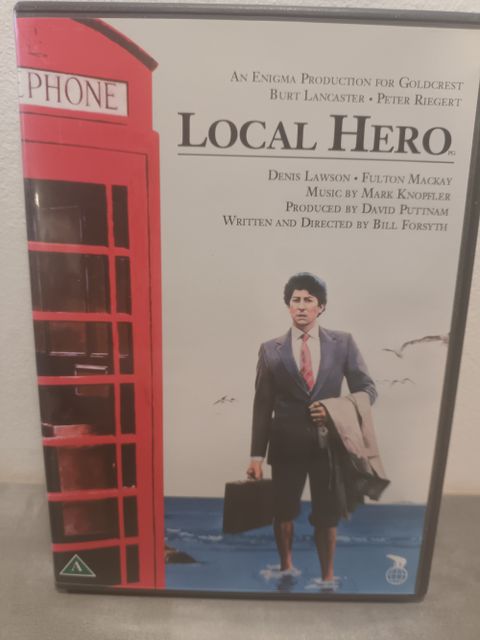 PHONE
AN ENIGMA PRODUCTION FOR GOLDCREST
BURT LANCASTER • PETER RIEGERT
LOCAL HERO PG
DENIS LAWSON • FULTON MACKAY
MUSIC BY MARK KNOPFLER
PRODUCED BY DAVID PUTTNAM
WRITTEN AND DIRECTED BY BILL FORSYTH
A